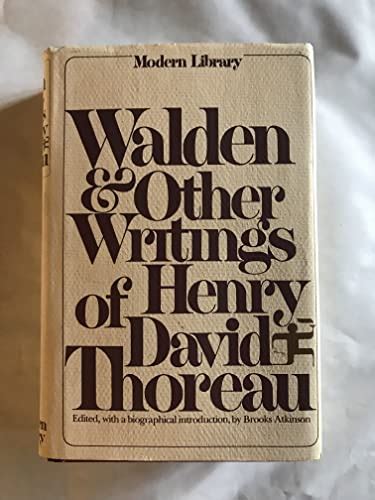 Modern Library
Walden
& Other
Writings
of Henry
David
Thoreau
Edited, with a biographical introduction, by Brooks Atkinson